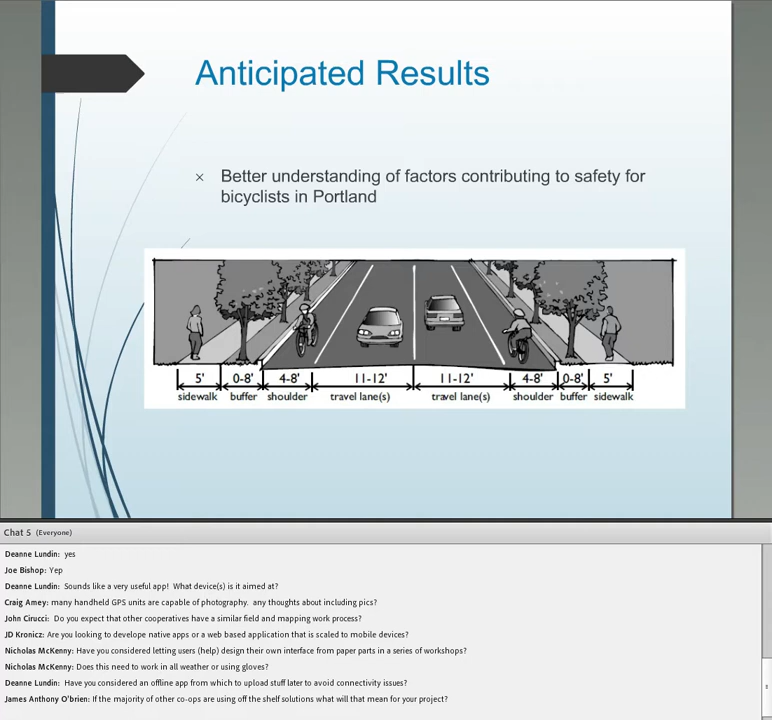 Anticipated Results
× Better understanding of factors contributing to safety for
bicyclists in Portland
5' 0-8' 4-8' 11-12' 11-12' 4-8' 0-8' 5'
sidewalk buffer shoulder travel lane(s) travel lane(s) shoulder buffer sidewalk
Chat 5 (Everyone)
Deanne Lundin: yes
Joe Bishop: Yep
Deanne Lundin: Sounds like a very useful app! What device(s) is it aimed at?
Craig Amey: many handheld GPS units are capable of photography. any thoughts about including pics?
John Cirucci: Do you expect that other cooperatives have a similar field and mapping work process?
JD Kronicz: Are you looking to develope native apps or a web based application that is scaled to mobile devices?
Nicholas McKenny: Have you considered letting users (help) design their own interface from paper parts in a series of workshops?
Nicholas McKenny: Does this need to work in all weather or using gloves?
Deanne Lundin: Have you considered an offline app from which to upload stuff later to avoid connectivity issues?
James Anthony O'brien: If the majority of other co-ops are using off the shelf solutions what will that mean for your project?